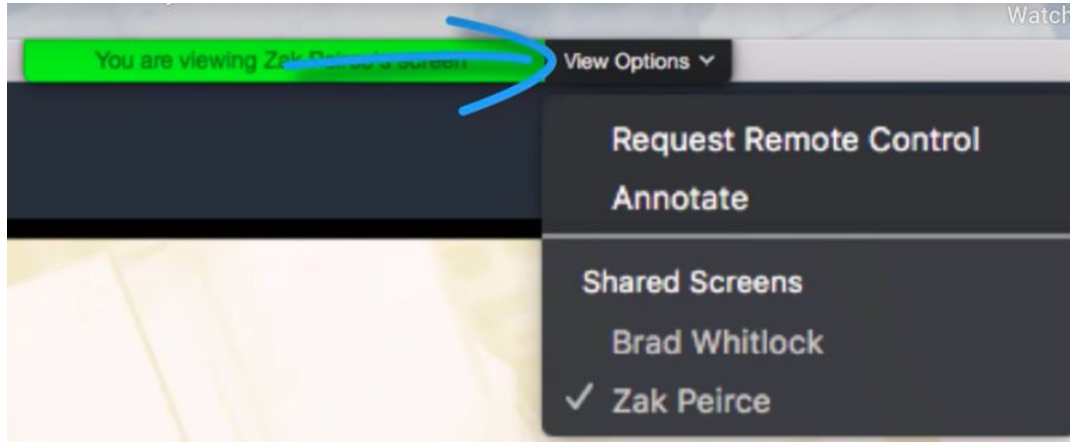 Watch
You are viewing Zak Peirce's screen
View Options
Request Remote Control
Annotate
Shared Screens
Brad Whitlock
Zak Peirce